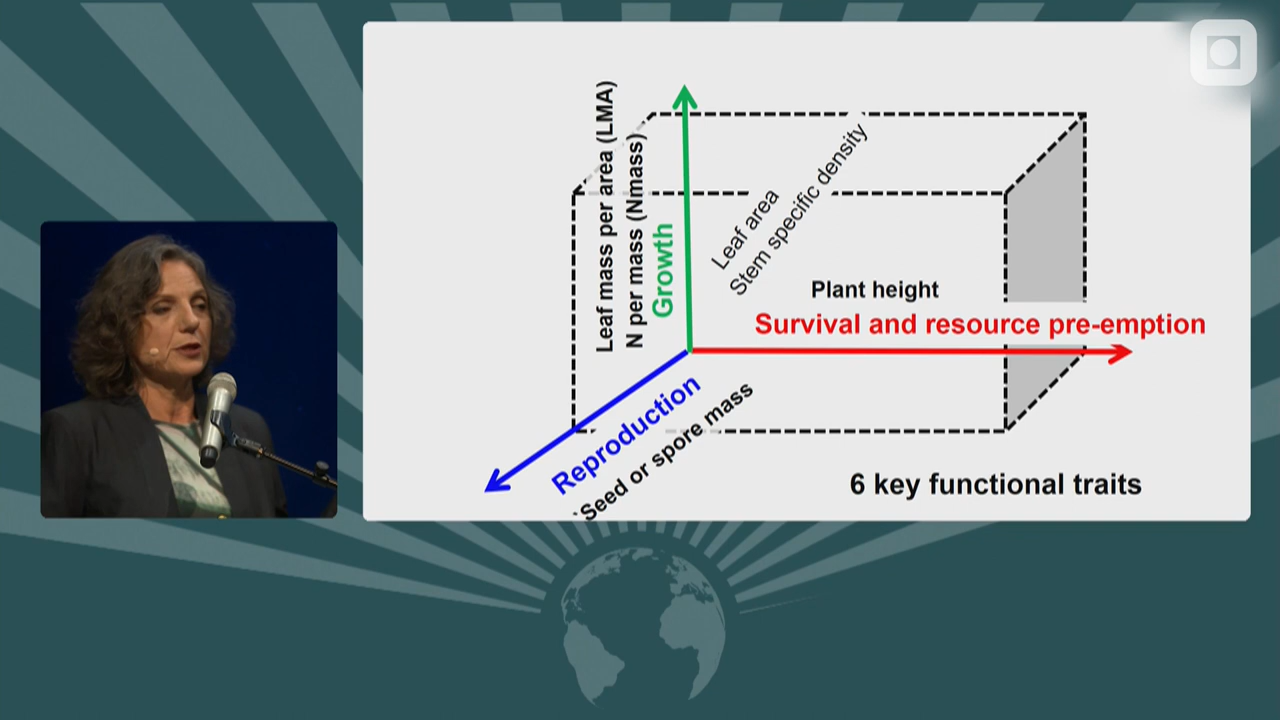 Leaf mass per area (LMA)
N per mass (Nmass)
Growth
Leaf area
Stem specific density
Plant height
Survival and resource pre-emption
Reproduction
`Seed or spore mass
6 key functional traits